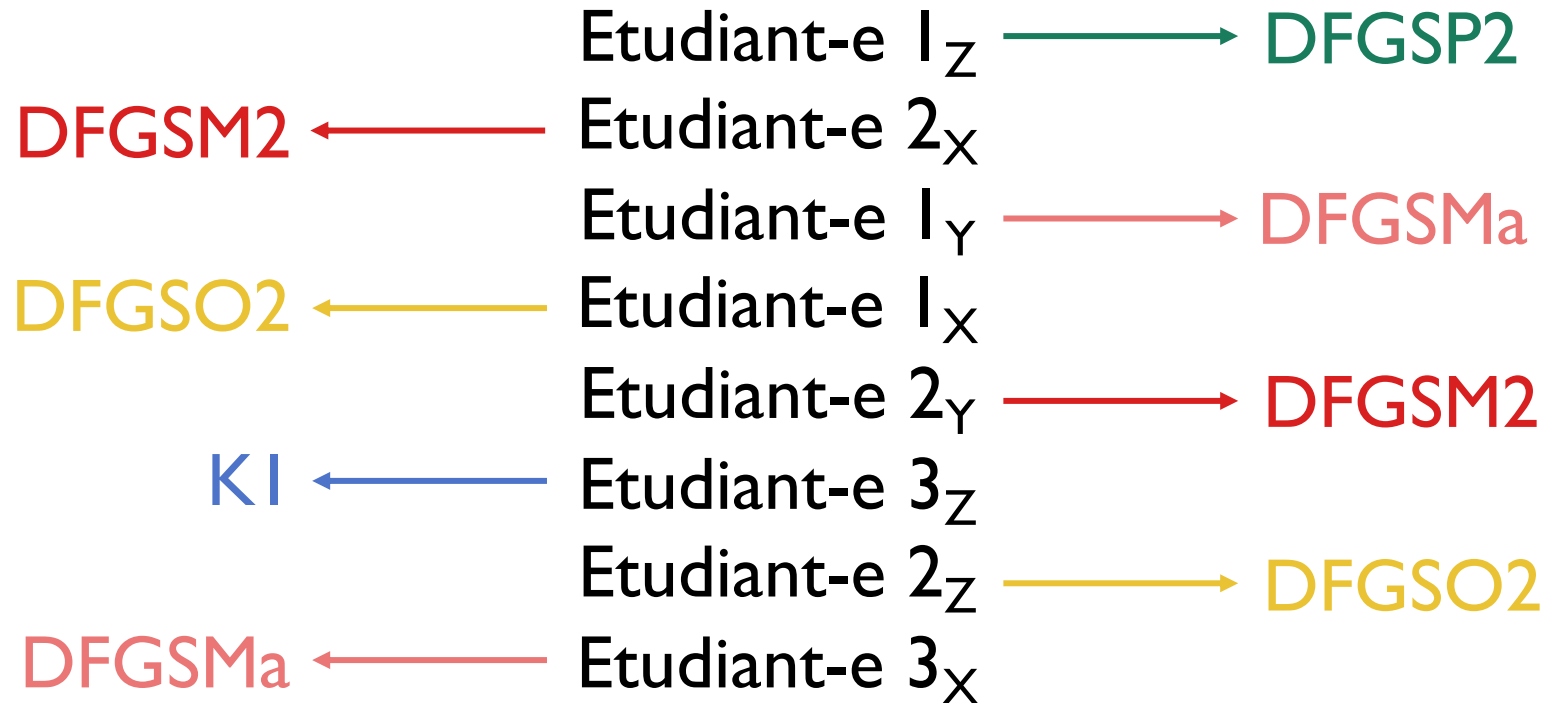 Etudiant-e 1Z DFGSP2
DFGSM2 Etudiant-e 2X
Etudiant-e 1Y DFGSMa
DFGSO2 Etudiant-e 1X
Etudiant-e 2Y DFGSM2
K1 Etudiant-e 3Z
Etudiant-e 2Z DFGSO2
DFGSMa Etudiant-e 3X